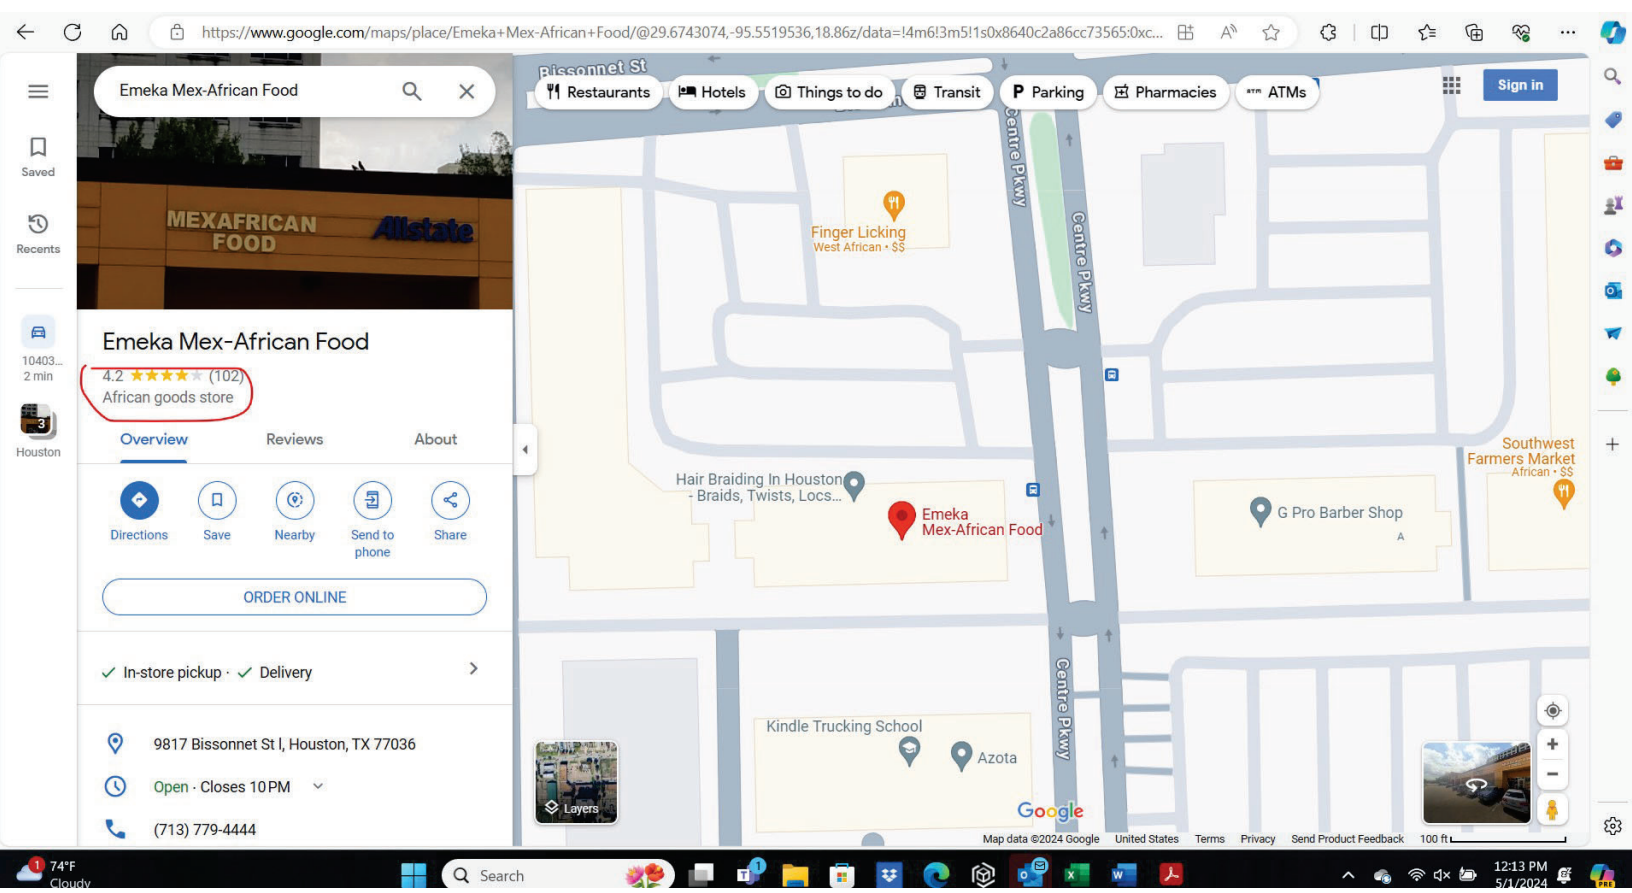 https://www.google.com/maps/place/Emeka+Mex-African+Food/@29.6743074,-95.5519536,18.86z/data=!4m6!3m5!1s0x8640c2a86cc73565:0xc...
Emeka Mex-African Food
Restaurants
Hotels
Things to do
Transit
P Parking
Pharmacies
ATM ATMs
Sign in
Saved
Recents
10403...
2 min
3
Houston
MEXAFRICAN
FOOD
Allstate
Emeka Mex-African Food
4.2 (102)
African goods store
Overview
Reviews
About
Directions
Save
Nearby
Send to
phone
Share
ORDER ONLINE
In-store pickup · Delivery
9817 Bissonnet St l, Houston, TX 77036
Open · Closes 10 PM
(713) 779-4444
Bissonnet St
Centre Pkwy
Centre Pkwy
Finger Licking
West African • $$
Hair Braiding In Houston
- Braids, Twists, Locs...
Emeka
Mex-African Food
G Pro Barber Shop
A
Southwest
Farmers Market
African • $$
Centre Pkwy
Kindle Trucking School
Azota
Layers
Google
Map data ©2024 Google
United States
Terms
Privacy
Send Product Feedback
100 ft
1
74°F
Cloudy
Search
1
12:13 PM
5/1/2024
PRE